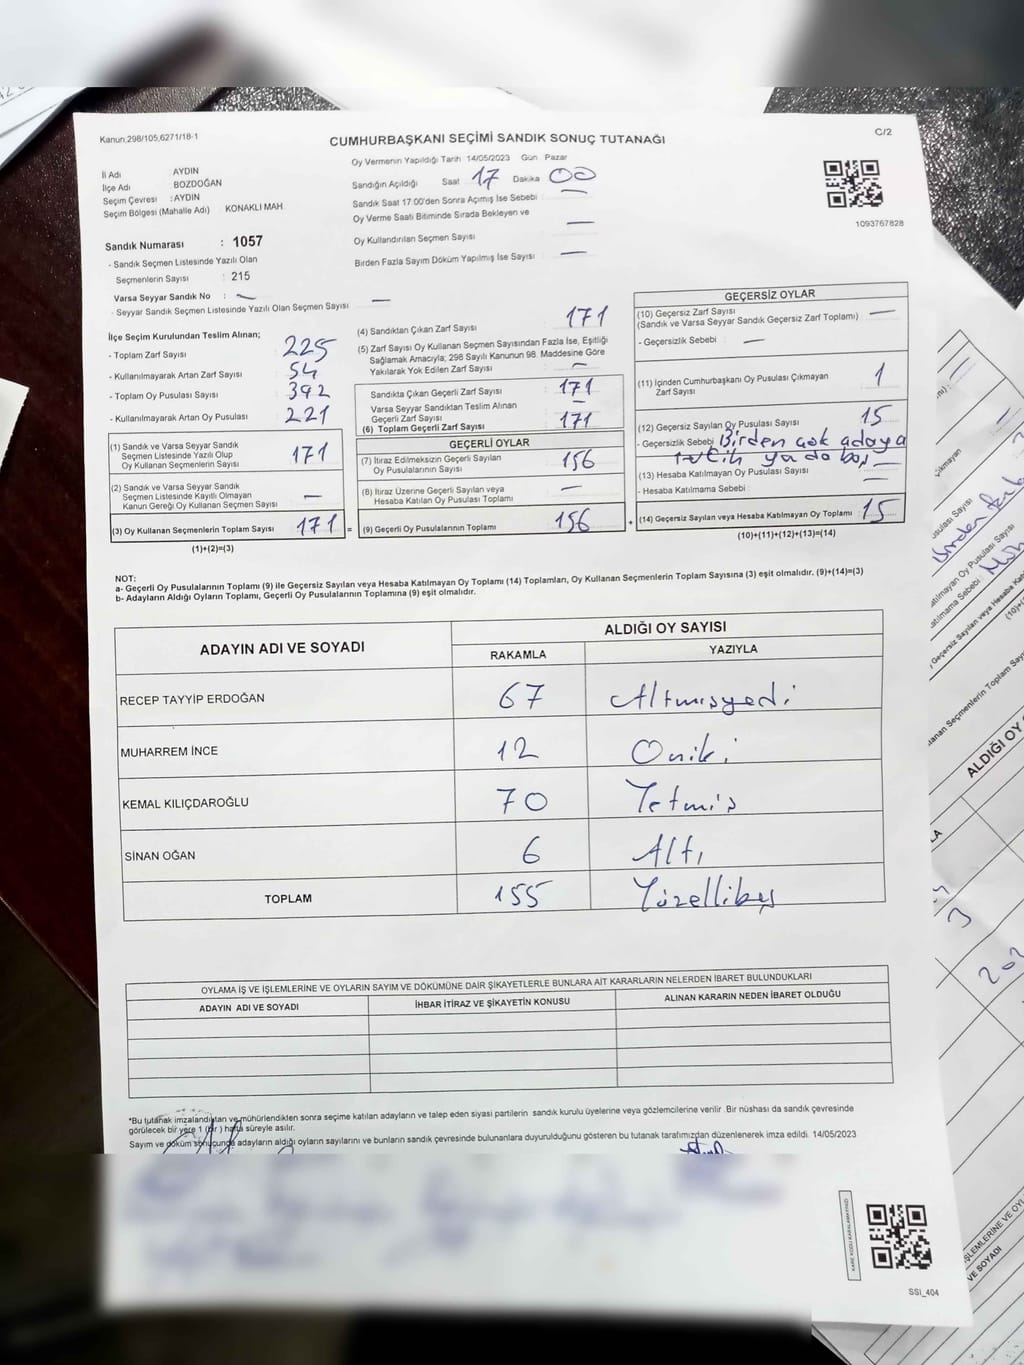 Kanun:298/105;6271/18-1
CUMHURBAŞKANI SEÇİMİ SANDIK SONUÇ TUTANAĞI
C/2
Oy Vermenin Yapıldığı Tarih 14/05/2023 Gün Pazar
İli Adı AYDIN
İlçe Adı BOZDOĞAN
Seçim Çevresi : AYDIN
Seçim Bölgesi (Mahalle Adı) KONAKLI MAH.
Sandığın Açıldığı Saat 17 Dakika 00
Sandık Saat 17:00'den Sonra Açılmış İse Sebebi : —
Oy Verme Saati Bitiminde Sırada Bekleyen ve
Oy Kullandırılan Seçmen Sayısı —
Birden Fazla Sayım Döküm Yapılmış İse Sayısı —
1093767828
Sandık Numarası : 1057
- Sandık Seçmen Listesinde Yazılı Olan
Seçmenlerin Sayısı : 215
Varsa Seyyar Sandık No : —
- Seyyar Sandık Seçmen Listesinde Yazılı Olan Seçmen Sayısı —
İlçe Seçim Kurulundan Teslim Alınan;
- Toplam Zarf Sayısı 225
- Kullanılmayarak Artan Zarf Sayısı 54
- Toplam Oy Pusulası 392
- Kullanılmayarak Artan Oy Pusulası 221
(1) Sandık ve Varsa Seyyar Sandık
Seçmen Listesinde Yazılı Olup
Oy Kullanan Seçmenlerin Sayısı 171
(2) Sandık ve Varsa Seyyar Sandık
Seçmen Listesinde Kayıtlı Olmayan
Kanun Gereği Oy Kullanan Seçmen Sayısı —
(3) Oy Kullanan Seçmenlerin Toplam Sayısı 171 =
(1)+(2)=(3)
(4) Sandıktan Çıkan Zarf Sayısı 171
(5) Zarf Sayısı Oy Kullanan Seçmen Sayısından Fazla İse, Eşitliği
Sağlamak Amacıyla; 298 Sayılı Kanunun 98. Maddesine Göre
Yakılarak Yok Edilen Zarf Sayısı —
Sandıkta Çıkan Geçerli Zarf Sayısı 171
Varsa Seyyar Sandıktan Teslim Alınan
Geçerli Zarf Sayısı —
(6) Toplam Geçerli Zarf Sayısı 171
GEÇERLİ OYLAR
(7) İtiraz Edilmeksizin Geçerli Sayılan
Oy Pusulalarının Sayısı 156
(8) İtiraz Üzerine Geçerli Sayılan veya
Hesaba Katılan Oy Pusulası Toplamı —
(9) Geçerli Oy Pusulalarının Toplamı 156 +
GEÇERSİZ OYLAR
(10) Geçersiz Zarf Sayısı —
(Sandık ve Varsa Seyyar Sandık Geçersiz Zarf Toplamı)
- Geçersizlik Sebebi : —
(11) İçinden Cumhurbaşkanı Oy Pusulası Çıkmayan
Zarf Sayısı 1
(12) Geçersiz Sayılan Oy Pusulası Sayısı 15
- Geçersizlik Sebebi Birden çok adaya
tercih ya da boş
(13) Hesaba Katılmayan Oy Pusulası Sayısı —
- Hesaba Katılmama Sebebi : —
(14) Geçersiz Sayılan veya Hesaba Katılmayan Oy Toplamı : 15
(10)+(11)+(12)+(13)=(14)
NOT:
a- Geçerli Oy Pusulalarının Toplamı (9) ile Geçersiz Sayılan veya Hesaba Katılmayan Oy Toplamı (14) Toplamları, Oy Kullanan Seçmenlerin Toplam Sayısına (3) eşit olmalıdır. (9)+(14)=(3)
b- Adayların Aldığı Oyların Toplamı, Geçerli Oy Pusulalarının Toplamına (9) eşit olmalıdır.
ADAYIN ADI VE SOYADI
ALDIĞI OY SAYISI
RAKAMLA YAZIYLA
RECEP TAYYİP ERDOĞAN 67 Altmışyedi
MUHARREM İNCE 12 Oniki
KEMAL KILIÇDAROĞLU 70 Yetmiş
SİNAN OĞAN 6 Altı
TOPLAM 155 Yüzellibeş
OYLAMA İŞ VE İŞLEMLERİNE VE OYLARIN SAYIM VE DÖKÜMÜNE DAİR ŞİKAYETLERLE BUNLARA AİT KARARLARIN NELERDEN İBARET BULUNDUKLARI
ADAYIN ADI VE SOYADI İHBAR İTİRAZ VE ŞİKAYETİN KONUSU ALINAN KARARIN NEDEN İBARET OLDUĞU
*Bu tutanak imzalandıktan ve mühürlendikten sonra seçime katılan adayların ve talep eden siyasi partilerin sandık kurulu üyelerine veya gözlemcilerine verilir. Bir nüshası da sandık çevresinde
görülecek bir yere 1 (bir) hafta süreyle asılır.
Sayım ve döküm sonucunda adayların aldığı oyların sayılarını ve bunların sandık çevresinde bulunanlara duyurulduğunu gösteren bu tutanak tarafımızdan düzenlenerek imza edildi. 14/05/2023
SSI_404
ALDIĞI OY
3
202